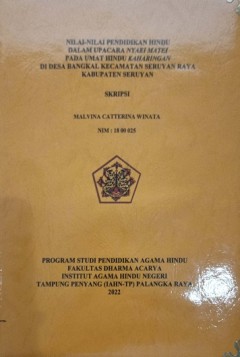 NILAI-NILAI PENDIDIKAN HINDU
DALAM UPACARA NYAKI MATEI
PADA UMAT HINDU KAHARINGAN
DI DESA BANGKAL KECAMATAN SERUYAN RAYA
KABUPATEN SERUYAN
SKRIPSI
MALVINA CATTERINA WINATA
NIM : 18 00 025
PROGRAM STUDI PENDIDIKAN AGAMA HINDU
FAKULTAS DHARMA ACARYA
INSTITUT AGAMA HINDU NEGERI
TAMPUNG PENYANG (IAHN-TP) PALANGKA RAYA
2022